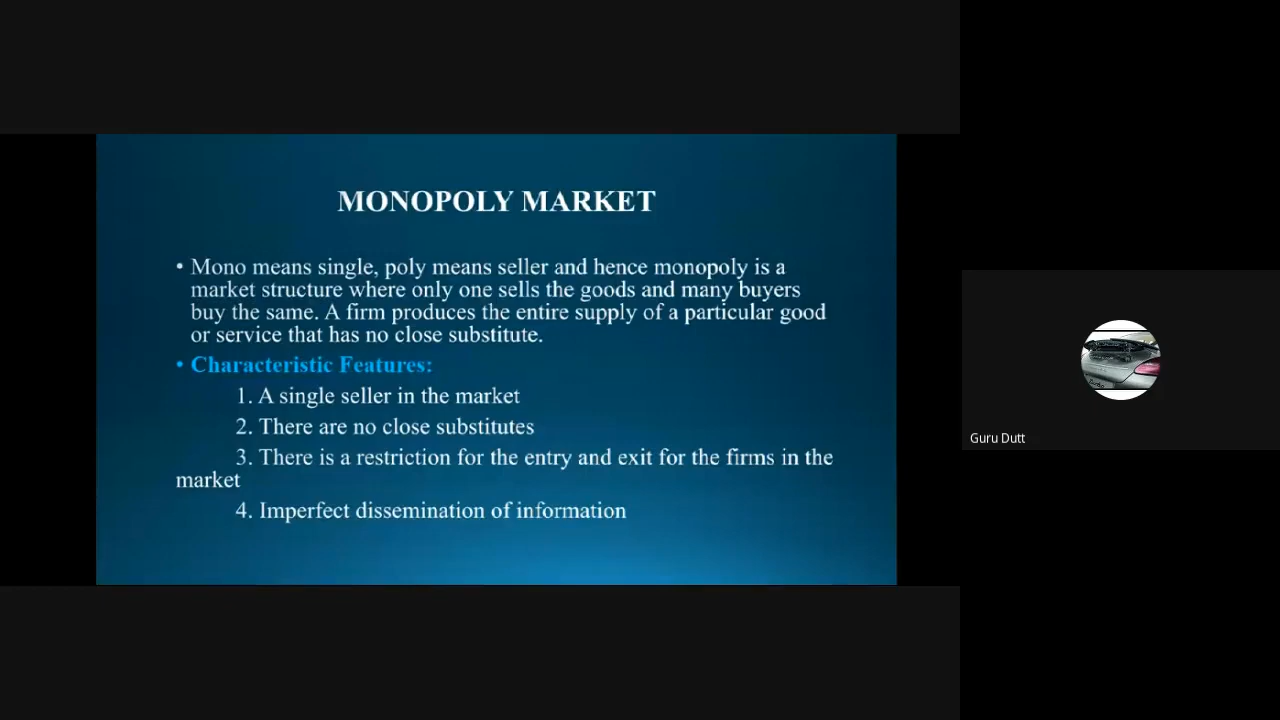 MONOPOLY MARKET
• Mono means single, poly means seller and hence monopoly is a
market structure where only one sells the goods and many buyers
buy the same. A firm produces the entire supply of a particular good
or service that has no close substitute.
• Characteristic Features:
1. A single seller in the market
2. There are no close substitutes
3. There is a restriction for the entry and exit for the firms in the
market
4. Imperfect dissemination of information
Guru Dutt